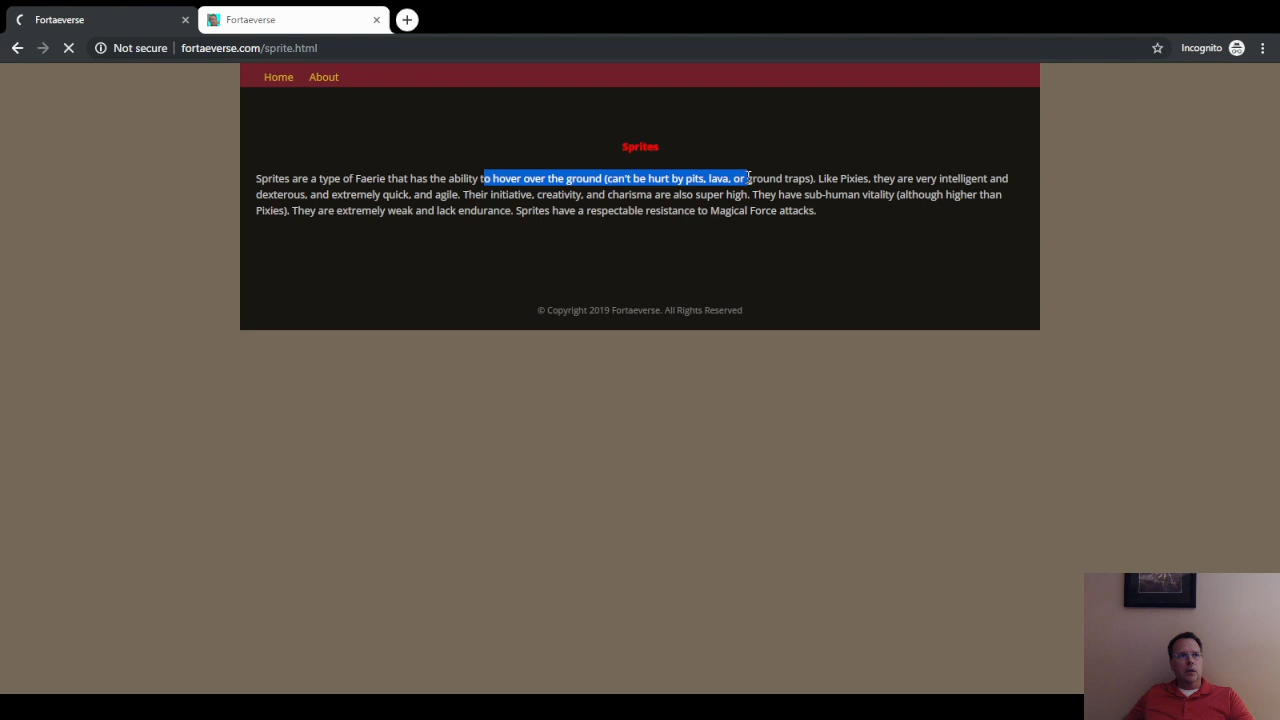 Fortaeverse
Fortaeverse
Not secure
fortaeverse.com/sprite.html
Incognito
Home About
Sprites
Sprites are a type of Faerie that has the ability to hover over the ground (can't be hurt by pits, lava, or ground traps). Like Pixies, they are very intelligent and
dexterous, and extremely quick, and agile. Their initiative, creativity, and charisma are also super high. They have sub-human vitality (although higher than
Pixies). They are extremely weak and lack endurance. Sprites have a respectable resistance to Magical Force attacks.
© Copyright 2019 Fortaeverse. All Rights Reserved